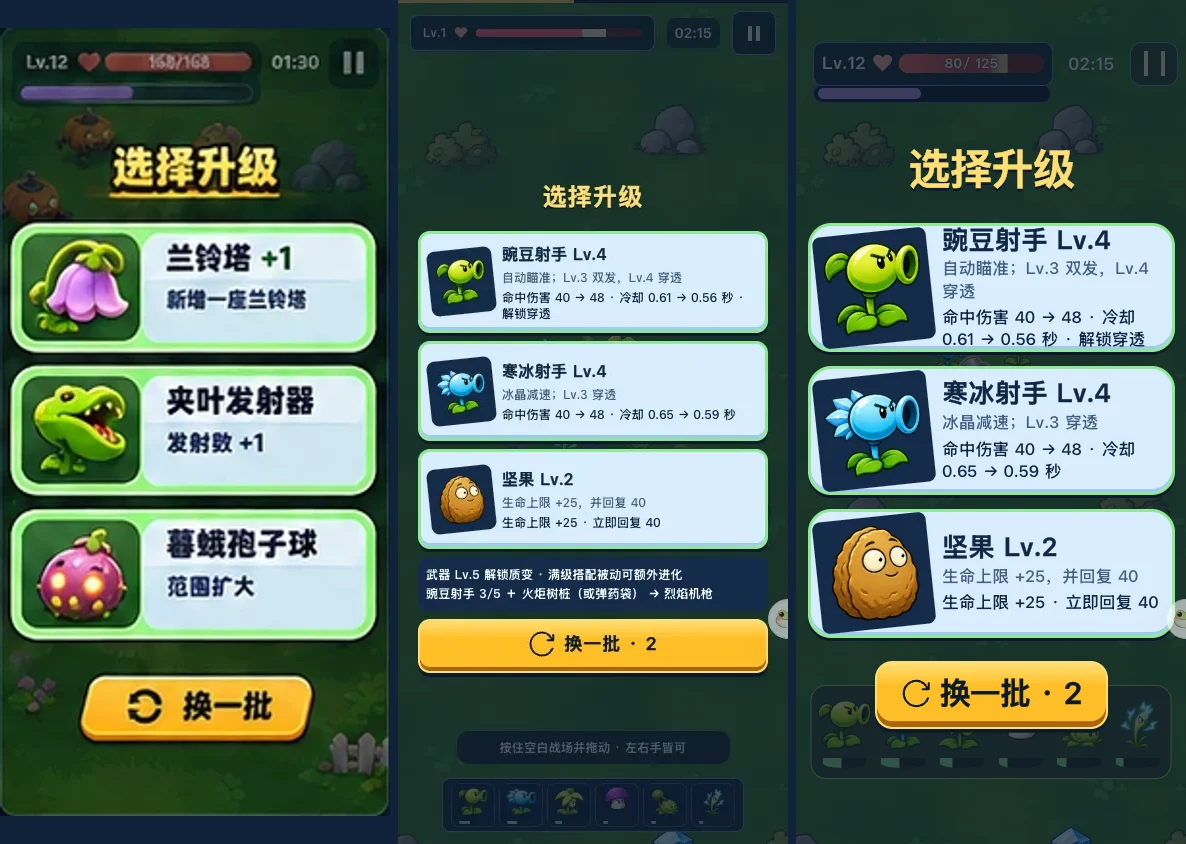 Lv.12
168/168
01:30
选择升级
兰铃塔 +1
新增一座兰铃塔
夹叶发射器
发射数 +1
暮蛾孢子球
范围扩大
换一批
Lv.1
02:15
选择升级
豌豆射手 Lv.4
自动瞄准；Lv.3 双发，Lv.4 穿透
命中伤害 40 → 48 · 冷却 0.61 → 0.56 秒 ·
解锁穿透
寒冰射手 Lv.4
冰晶减速；Lv.3 穿透
命中伤害 40 → 48 · 冷却 0.65 → 0.59 秒
坚果 Lv.2
生命上限 +25，并回复 40
生命上限 +25 · 立即回复 40
武器 Lv.5 解锁质变 · 满级搭配被动可额外进化
豌豆射手 3/5 + 火炬树桩（或弹药袋） → 烈焰机枪
换一批 · 2
按住空白战场并拖动 · 左右手皆可
Lv.12
80/ 125
02:15
选择升级
豌豆射手 Lv.4
自动瞄准；Lv.3 双发，Lv.4
穿透
命中伤害 40 → 48 · 冷却
0.61 → 0.56 秒 · 解锁穿透
寒冰射手 Lv.4
冰晶减速；Lv.3 穿透
命中伤害 40 → 48 · 冷却
0.65 → 0.59 秒
坚果 Lv.2
生命上限 +25，并回复 40
生命上限 +25 · 立即回复 40
换一批 · 2